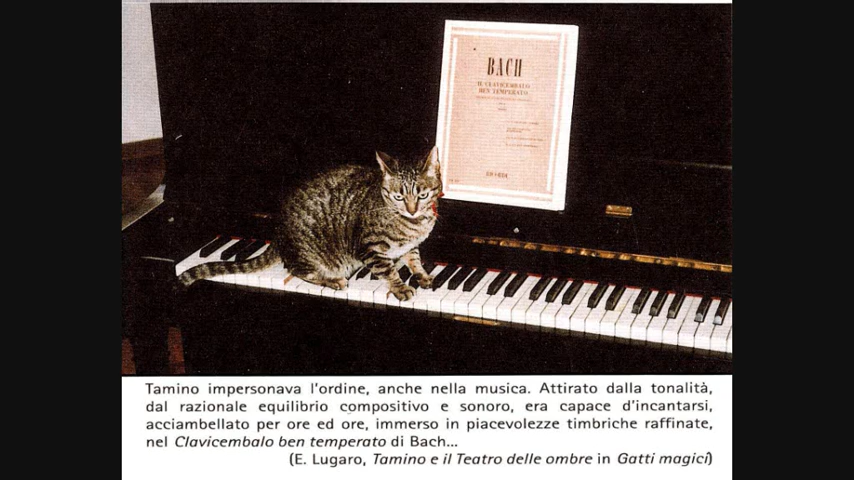 BACH
IL CLAVICEMBALO
BEN TEMPERATO
Tamino impersonava l'ordine, anche nella musica. Attirato dalla tonalità,
dal razionale equilibrio compositivo e sonoro, era capace d'incantarsi,
acciambellato per ore ed ore, immerso in piacevolezze timbriche raffinate,
nel Clavicembalo ben temperato di Bach...
(E. Lugaro, Tamino e il Teatro delle ombre in Gatti magici)